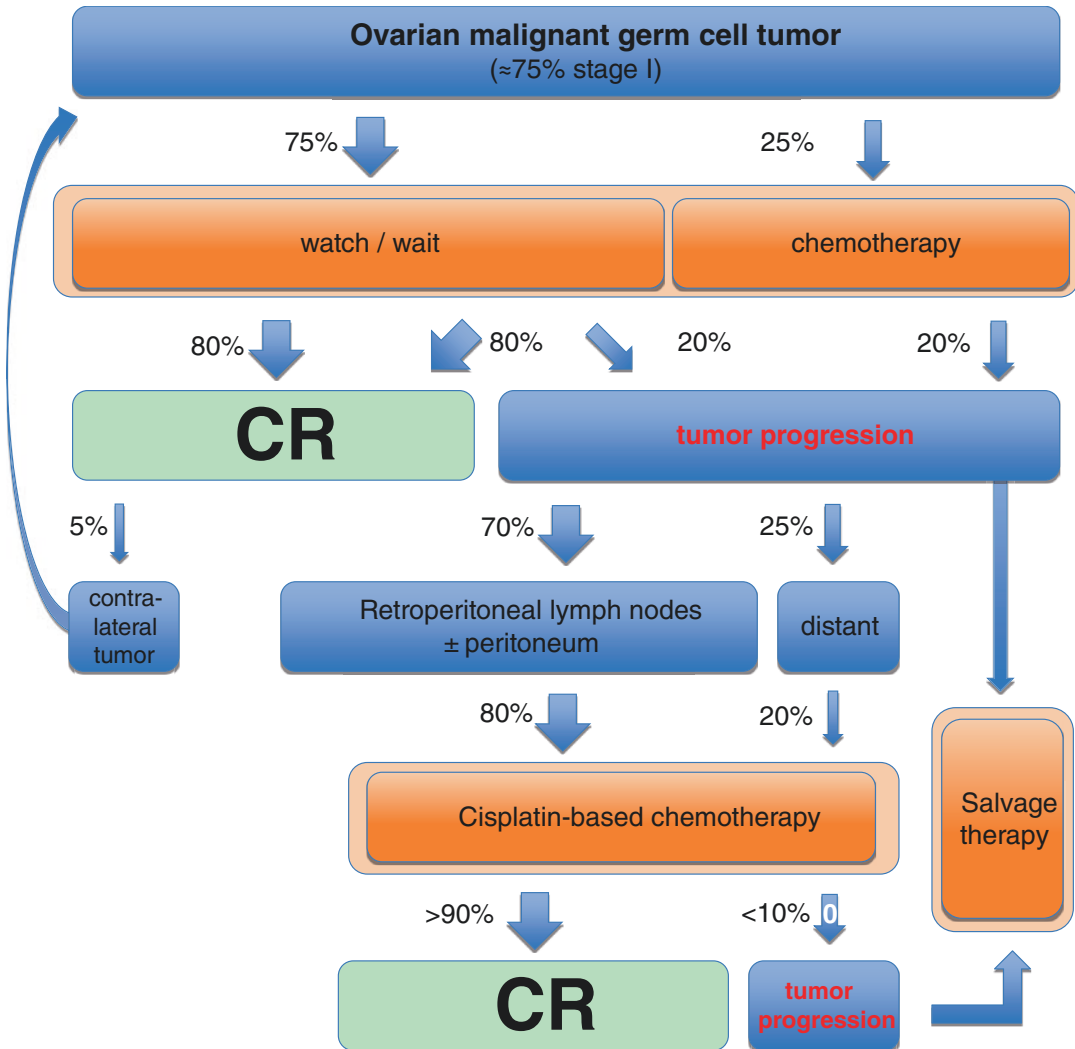 Ovarian malignant germ cell tumor
(≈75% stage I)
75%
25%
watch / wait
chemotherapy
80%
80%
20%
20%
CR
tumor progression
5%
70%
25%
contra-
lateral
tumor
Retroperitoneal lymph nodes
± peritoneum
distant
80%
20%
Cisplatin-based chemotherapy
Salvage
therapy
>90%
<10%
0
CR
tumor
progression